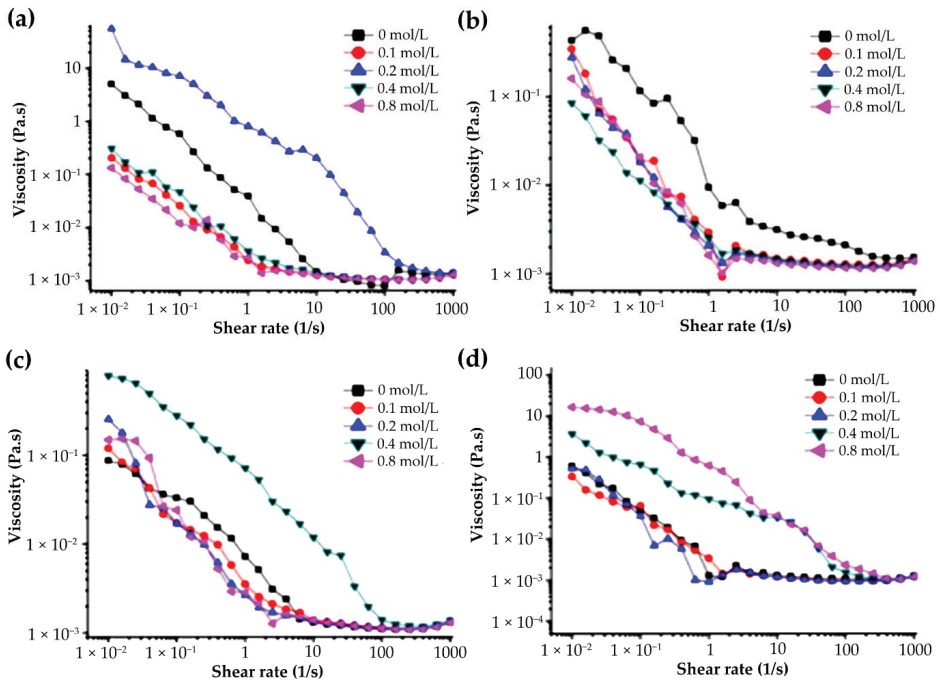 (a)
0 mol/L
0.1 mol/L
0.2 mol/L
0.4 mol/L
0.8 mol/L
Viscosity (Pa.s)
10
1
1 × 10⁻¹
1 × 10⁻²
1 × 10⁻³
1 × 10⁻² 1 × 10⁻¹ 1 10 100 1000
Shear rate (1/s)
(b)
0 mol/L
0.1 mol/L
0.2 mol/L
0.4 mol/L
0.8 mol/L
Viscosity (Pa.s)
1 × 10⁻¹
1 × 10⁻²
1 × 10⁻³
1 × 10⁻² 1 × 10⁻¹ 1 10 100 1000
Shear rate (1/s)
(c)
0 mol/L
0.1 mol/L
0.2 mol/L
0.4 mol/L
0.8 mol/L
Viscosity (Pa.s)
1 × 10⁻¹
1 × 10⁻²
1 × 10⁻³
1 × 10⁻² 1 × 10⁻¹ 1 10 100 1000
Shear rate (1/s)
(d)
0 mol/L
0.1 mol/L
0.2 mol/L
0.4 mol/L
0.8 mol/L
Viscosity (Pa.s)
100
10
1
1 × 10⁻¹
1 × 10⁻²
1 × 10⁻³
1 × 10⁻⁴
1 × 10⁻² 1 × 10⁻¹ 1 10 100 1000
Shear rate (1/s)